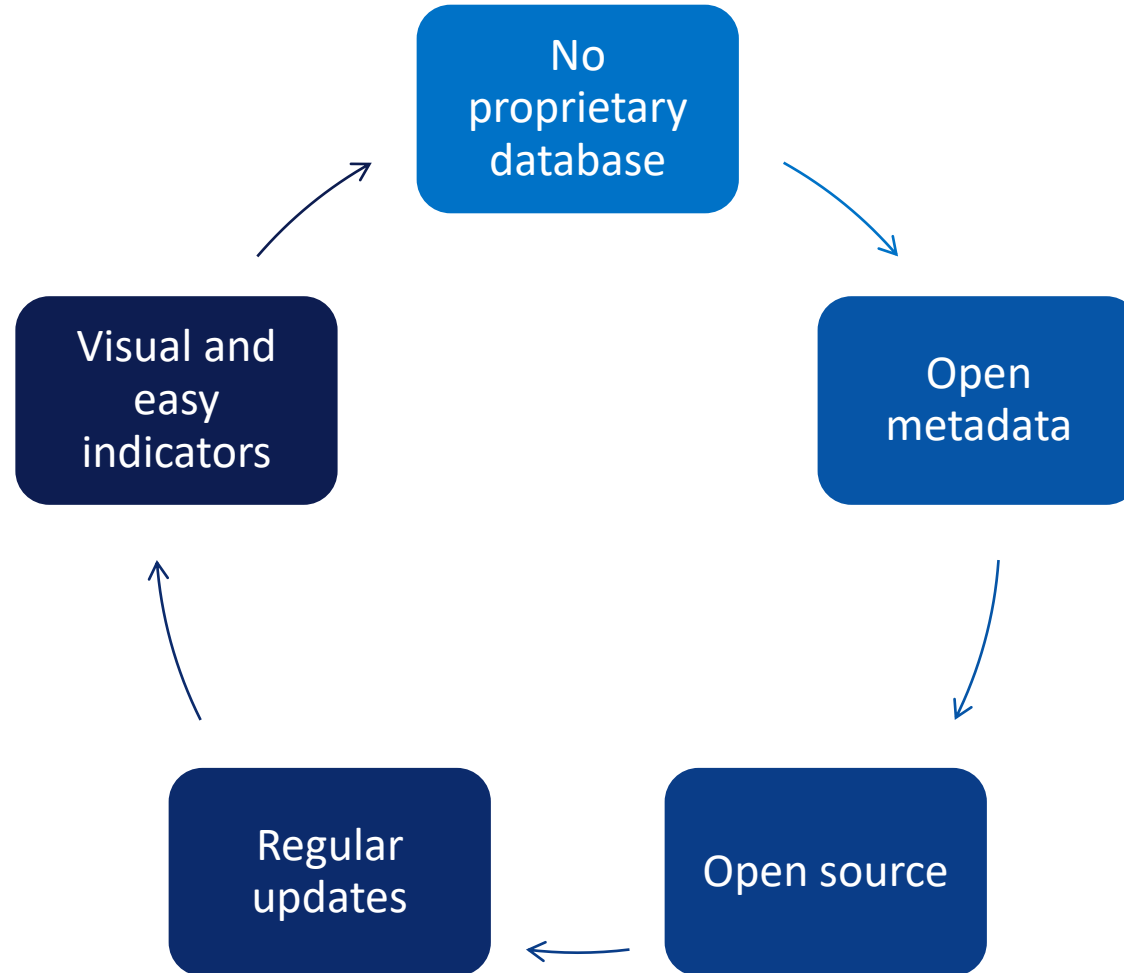 No
proprietary
database
Open
metadata
Open source
Regular
updates
Visual and
easy
indicators